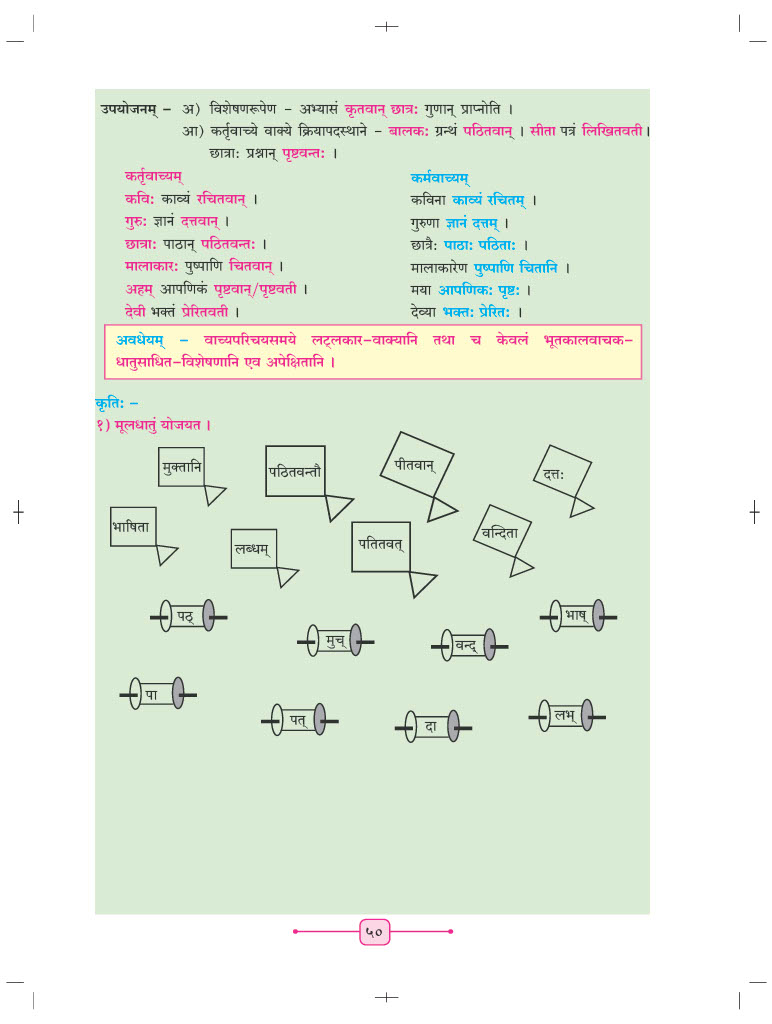 उपयोजनम् – अ) विशेषणरूपेण - अभ्यासं कृतवान् छात्रः गुणान् प्राप्नोति ।
आ) कर्तृवाच्ये वाक्ये क्रियापदस्थाने - बालकः ग्रन्थं पठितवान् । सीता पत्रं लिखितवती।
छात्राः प्रश्नान् पृष्टवन्तः ।
कर्तृवाच्यम्
कविः काव्यं रचितवान् ।
गुरुः ज्ञानं दत्तवान् ।
छात्राः पाठान् पठितवन्तः ।
मालाकारः पुष्पाणि चितवान् ।
अहम् आपणिकं पृष्टवान्/पृष्टवती ।
देवी भक्तं प्रेरितवती ।
कर्मवाच्यम्
कविना काव्यं रचितम् ।
गुरुणा ज्ञानं दत्तम् ।
छात्रैः पाठाः पठिताः ।
मालाकारेण पुष्पाणि चितानि ।
मया आपणिकः पृष्टः ।
देव्या भक्तः प्रेरितः ।
अवधेयम् – वाच्यपरिचयसमये लट्लकार-वाक्यानि तथा च केवलं भूतकालवाचक-
धातुसाधित-विशेषणानि एव अपेक्षितानि ।
कृतिः –
१) मूलधातुं योजयत ।
मुक्तानि
पठितवन्तौ
पीतवान्
दत्तः
भाषिता
लब्धम्
पतितवत्
वन्दिता
पठ्
मुच्
वन्द्
भाष्
पा
पत्
दा
लभ्
५०